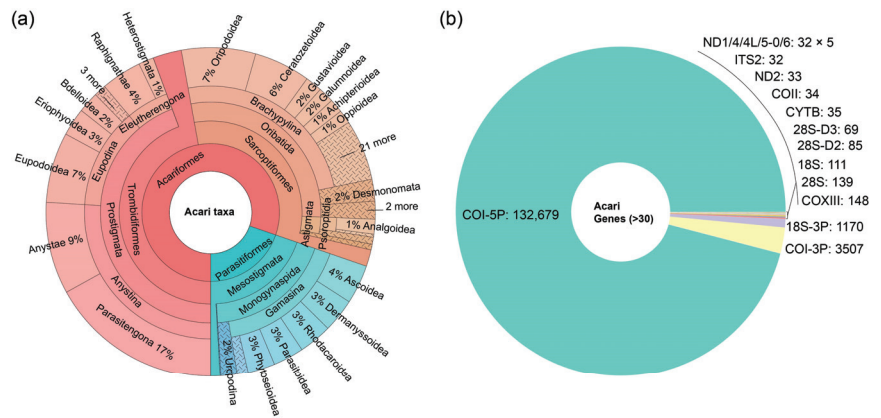 (a)
Heterostigmata 1%
Raphignathae 4%
3 more
Bdelloidea 2%
Eriophyoidea 3%
Eupodoidea 7%
Anystae 9%
Parasitengona 17%
Eleutherengona
Eupodina
Anystina
Prostigmata
Trombidiformes
Acariformes
Acari taxa
7% Oripodoidea
6% Ceratozetoidea
2% Gustavioidea
2% Galumnoidea
1% Achipterioidea
1% Oppioidea
21 more
2% Desmonomata
2 more
1% Analgoidea
Brachypylina
Oribatida
Sarcoptiformes
Astigmata
Psoroptidia
Parasitiformes
Mesostigmata
Monogynaspida
Gamasina
4% Ascoidea
3% Dermanyssoidea
3% Rhodacaroidea
3% Parasitoidea
3% Phytoseioidea
2% Uropodina
(b)
ND1/4/4L/5-0/6: 32 × 5
ITS2: 32
ND2: 33
COII: 34
CYTB: 35
28S-D3: 69
28S-D2: 85
18S: 111
28S: 139
COXIII: 148
18S-3P: 1170
COI-3P: 3507
COI-5P: 132,679
Acari
Genes (>30)